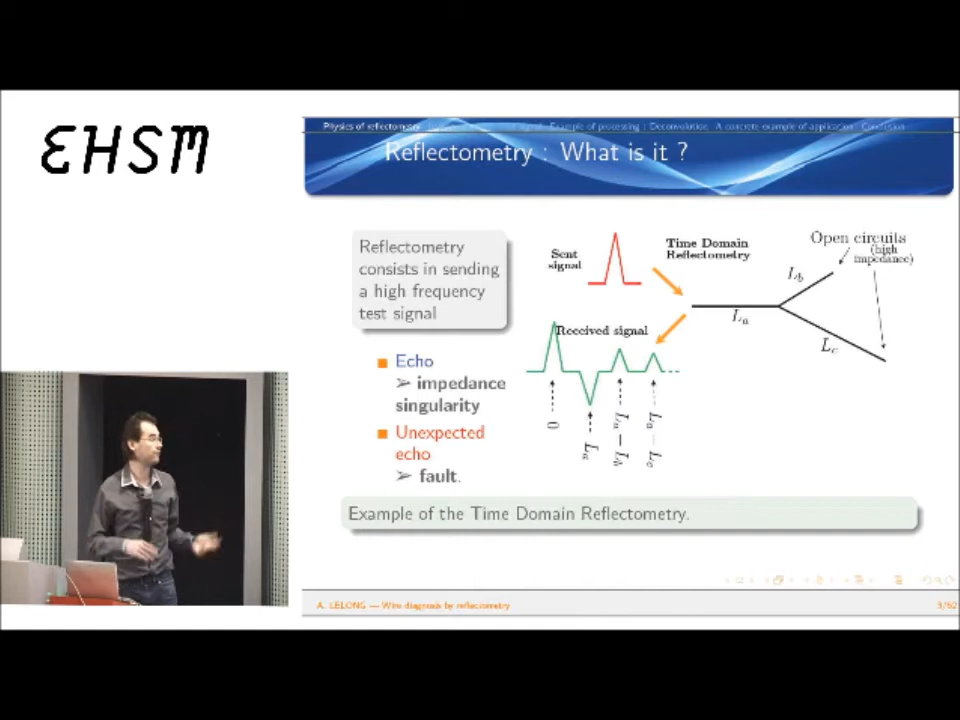 EHSM
Physics of reflectometry
Example of processing : Deconvolution A concrete example of application Conclusion
Reflectometry : What is it ?
Reflectometry
consists in sending
a high frequency
test signal
Echo
➢ impedance
singularity
Unexpected
echo
➢ fault.
Sent
signal
Time Domain
Reflectometry
Open circuits
(high
impedance)
L_b
L_a
L_c
Received signal
0
L_a
L_a — L_b
L_a — L_c
Example of the Time Domain Reflectometry.
A. LELONG — Wire diagnosis by reflectometry
3/62